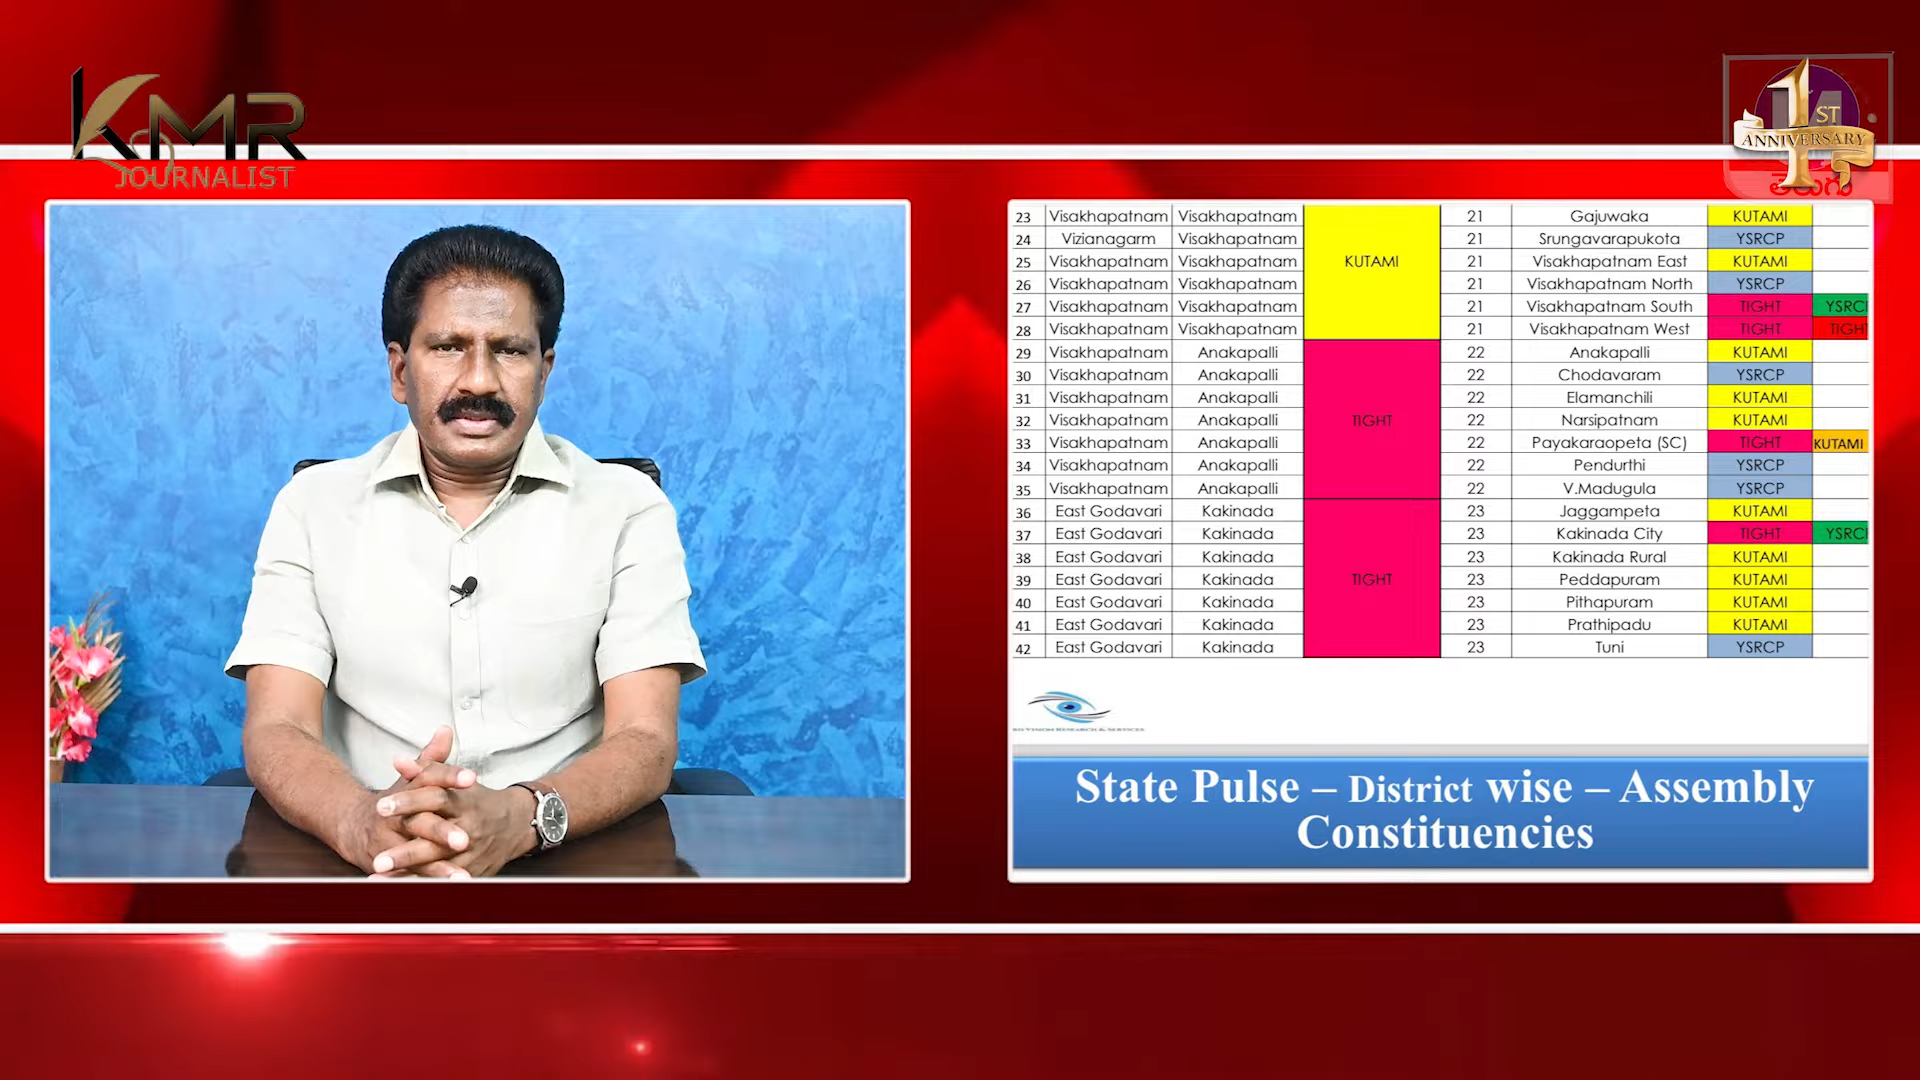 KMR
JOURNALIST
1ST
ANNIVERSARY
తెలుగు
23 Visakhapatnam Visakhapatnam 21 Gajuwaka KUTAMI
24 Vizianagarm Visakhapatnam 21 Srungavarapukota YSRCP
25 Visakhapatnam Visakhapatnam KUTAMI 21 Visakhapatnam East KUTAMI
26 Visakhapatnam Visakhapatnam 21 Visakhapatnam North YSRCP
27 Visakhapatnam Visakhapatnam 21 Visakhapatnam South TIGHT YSRC
28 Visakhapatnam Visakhapatnam 21 Visakhapatnam West TIGHT TIGH
29 Visakhapatnam Anakapalli 22 Anakapalli KUTAMI
30 Visakhapatnam Anakapalli 22 Chodavaram YSRCP
31 Visakhapatnam Anakapalli 22 Elamanchili KUTAMI
32 Visakhapatnam Anakapalli TIGHT 22 Narsipatnam KUTAMI
33 Visakhapatnam Anakapalli 22 Payakaraopeta (SC) TIGHT KUTAMI
34 Visakhapatnam Anakapalli 22 Pendurthi YSRCP
35 Visakhapatnam Anakapalli 22 V.Madugula YSRCP
36 East Godavari Kakinada 23 Jaggampeta KUTAMI
37 East Godavari Kakinada 23 Kakinada City TIGHT YSRC
38 East Godavari Kakinada 23 Kakinada Rural KUTAMI
39 East Godavari Kakinada TIGHT 23 Peddapuram KUTAMI
40 East Godavari Kakinada 23 Pithapuram KUTAMI
41 East Godavari Kakinada 23 Prathipadu KUTAMI
42 East Godavari Kakinada 23 Tuni YSRCP
VISION RESEARCH & SERVICES
State Pulse – District wise – Assembly
Constituencies